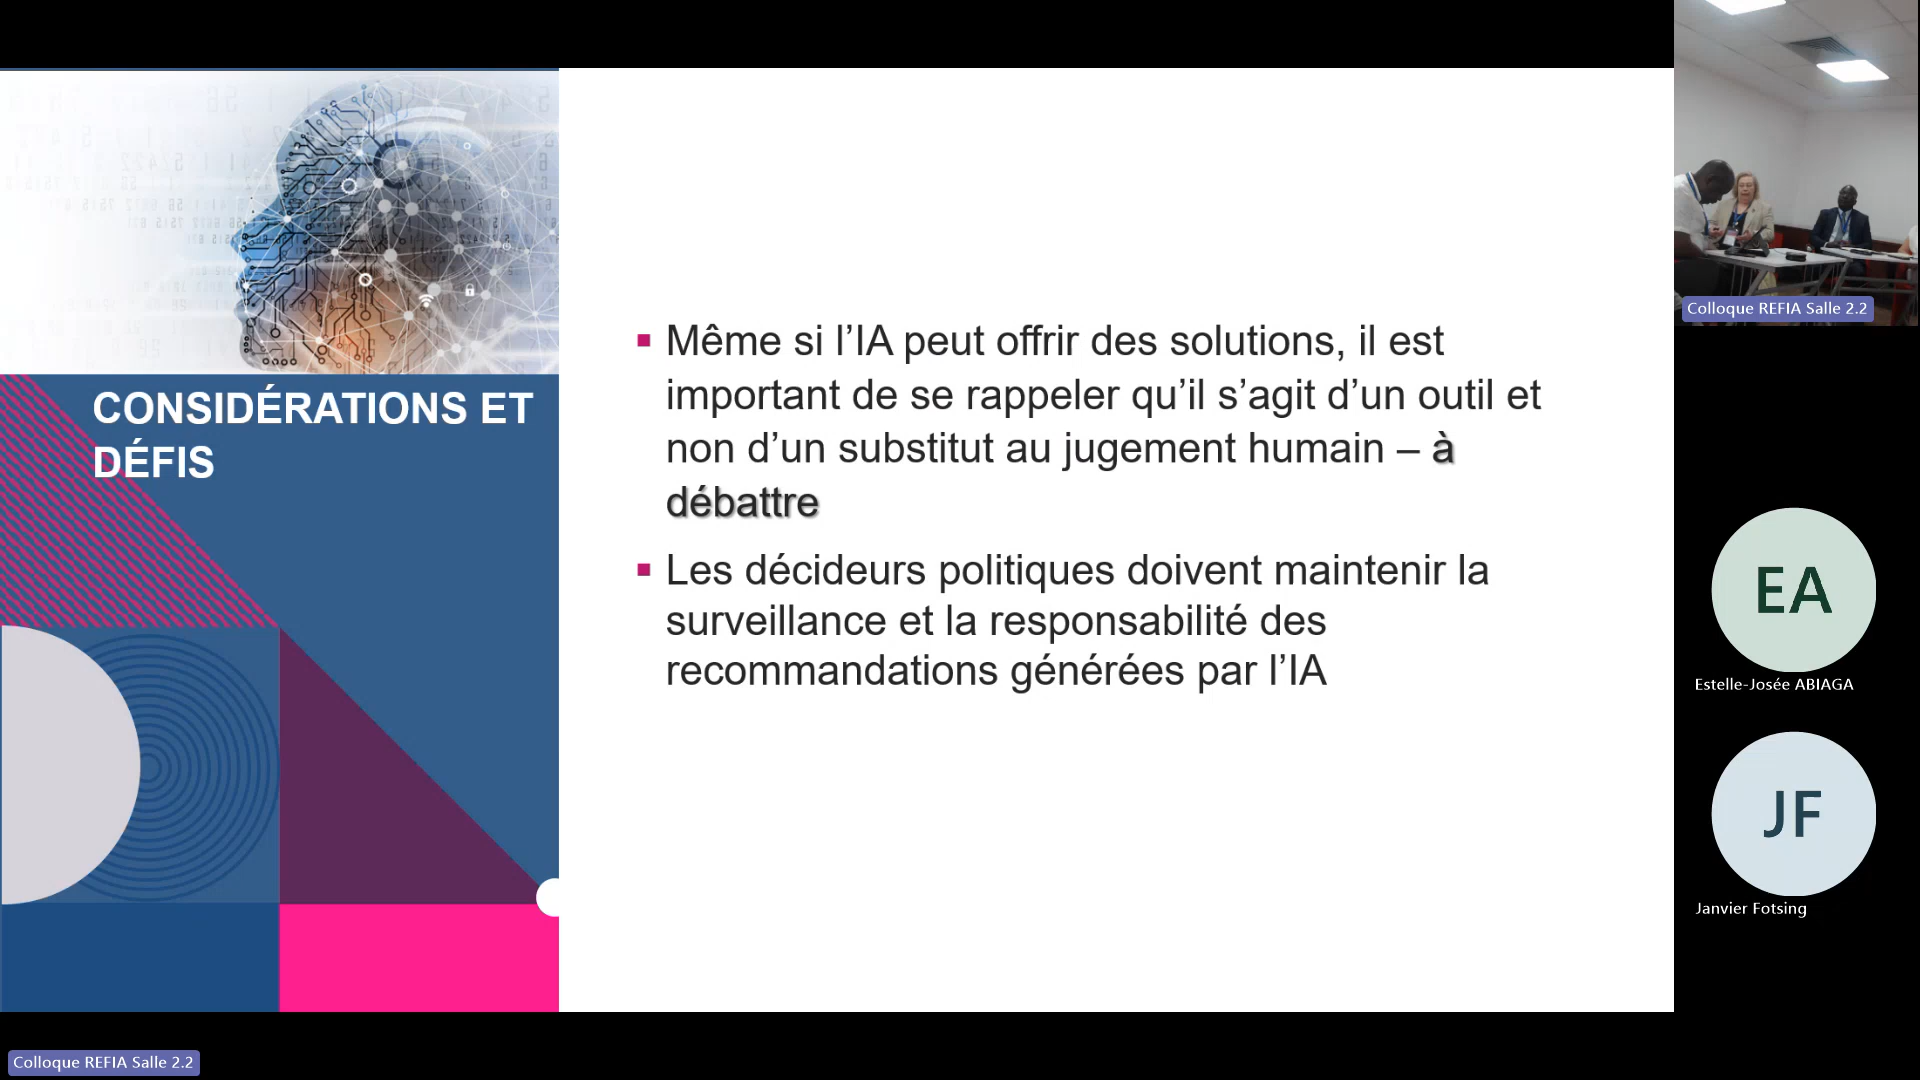 CONSIDÉRATIONS ET
DÉFIS
▪ Même si l’IA peut offrir des solutions, il est
important de se rappeler qu’il s’agit d’un outil et
non d’un substitut au jugement humain – à
débattre
▪ Les décideurs politiques doivent maintenir la
surveillance et la responsabilité des
recommandations générées par l’IA
Colloque REFIA Salle 2.2
EA
Estelle-Josée ABIAGA
JF
Janvier Fotsing
Colloque REFIA Salle 2.2